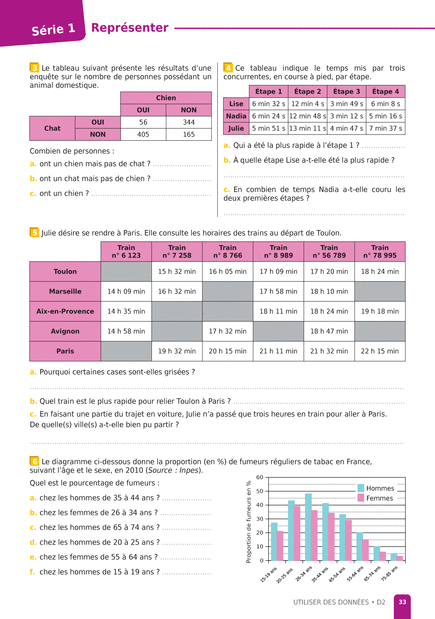 Série 1
Représenter
3 Le tableau suivant présente les résultats d'une
enquête sur le nombre de personnes possédant un
animal domestique.
Chien
OUI NON
Chat OUI 56 344
NON 405 165
Combien de personnes :
a. ont un chien mais pas de chat ?
b. ont un chat mais pas de chien ?
c. ont un chien ?
4 Ce tableau indique le temps mis par trois
concurrentes, en course à pied, par étape.
Étape 1 Étape 2 Étape 3 Étape 4
Lise 6 min 32 s 12 min 4 s 3 min 49 s 6 min 8 s
Nadia 6 min 24 s 12 min 48 s 3 min 12 s 5 min 16 s
Julie 5 min 51 s 13 min 11 s 4 min 47 s 7 min 37 s
a. Qui a été la plus rapide à l'étape 1 ?
b. À quelle étape Lise a-t-elle été la plus rapide ?
c. En combien de temps Nadia a-t-elle couru les
deux premières étapes ?
5 Julie désire se rendre à Paris. Elle consulte les horaires des trains au départ de Toulon.
Train n° 6 123 Train n° 7 258 Train n° 8 766 Train n° 8 989 Train n° 56 789 Train n° 78 995
Toulon 15 h 32 min 16 h 05 min 17 h 09 min 17 h 20 min 18 h 24 min
Marseille 14 h 09 min 16 h 32 min 17 h 58 min 18 h 10 min
Aix-en-Provence 14 h 35 min 18 h 11 min 18 h 24 min 19 h 18 min
Avignon 14 h 58 min 17 h 32 min 18 h 47 min
Paris 19 h 32 min 20 h 15 min 21 h 11 min 21 h 32 min 22 h 15 min
a. Pourquoi certaines cases sont-elles grisées ?
b. Quel train est le plus rapide pour relier Toulon à Paris ?
c. En faisant une partie du trajet en voiture, Julie n'a passé que trois heures en train pour aller à Paris.
De quelle(s) ville(s) a-t-elle bien pu partir ?
6 Le diagramme ci-dessous donne la proportion (en %) de fumeurs réguliers de tabac en France,
suivant l'âge et le sexe, en 2010 (Source : Inpes).
Quel est le pourcentage de fumeurs :
a. chez les hommes de 35 à 44 ans ?
b. chez les femmes de 26 à 34 ans ?
c. chez les hommes de 65 à 74 ans ?
d. chez les hommes de 20 à 25 ans ?
e. chez les femmes de 55 à 64 ans ?
f. chez les hommes de 15 à 19 ans ?
Proportion de fumeurs en %
60
50
40
30
20
10
0
Hommes
Femmes
15-19 ans
20-25 ans
26-34 ans
35-44 ans
45-54 ans
55-64 ans
65-74 ans
75-85 ans
UTILISER DES DONNÉES • D2 33